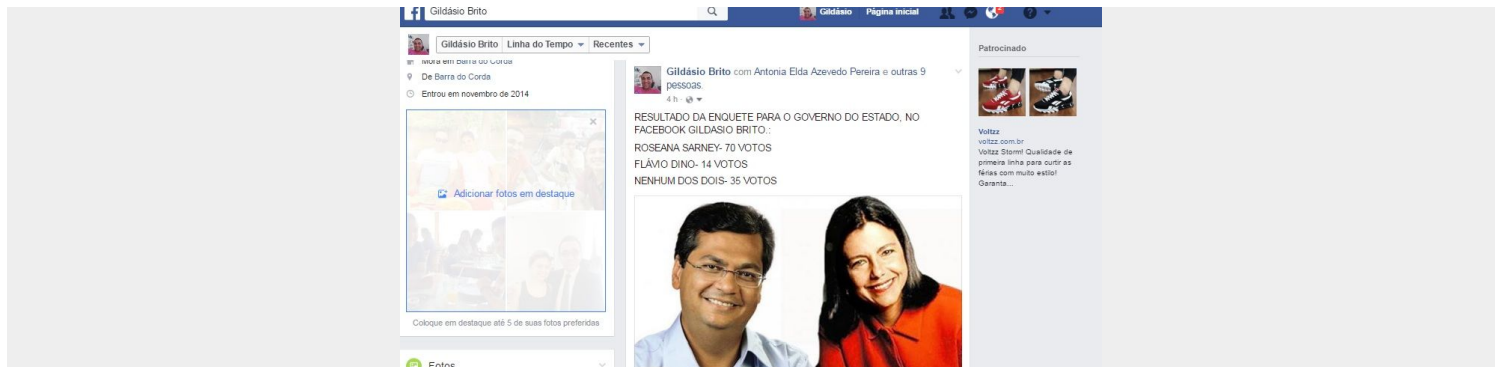 Gildásio Brito
Gildásio Página inicial
Gildásio Brito Linha do Tempo Recentes
Mora em Barra do Corda
De Barra do Corda
Entrou em novembro de 2014
Adicionar fotos em destaque
Coloque em destaque até 5 de suas fotos preferidas
Fotos
Gildásio Brito com Antonia Elda Azevedo Pereira e outras 9
pessoas.
4 h ·
RESULTADO DA ENQUETE PARA O GOVERNO DO ESTADO, NO
FACEBOOK GILDASIO BRITO.:
ROSEANA SARNEY- 70 VOTOS
FLÁVIO DINO- 14 VOTOS
NENHUM DOS DOIS- 35 VOTOS
Patrocinado
Voltzz
voltzz.com.br
Voltzz Storm! Qualidade de
primeira linha para curtir as
férias com muito estilo!
Garanta...